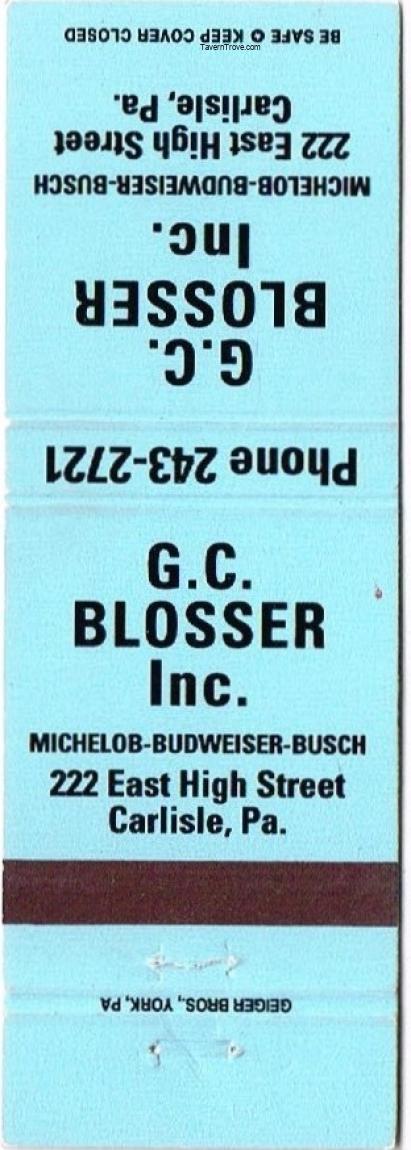 BE SAFE ✪ KEEP COVER CLOSED
TavernTrove.com
222 East High Street
Carlisle, Pa.
MICHELOB-BUDWEISER-BUSCH
G.C.
BLOSSER
Inc.
Phone 243-2721
G.C.
BLOSSER
Inc.
MICHELOB-BUDWEISER-BUSCH
222 East High Street
Carlisle, Pa.
GEIGER BROS., YORK, PA